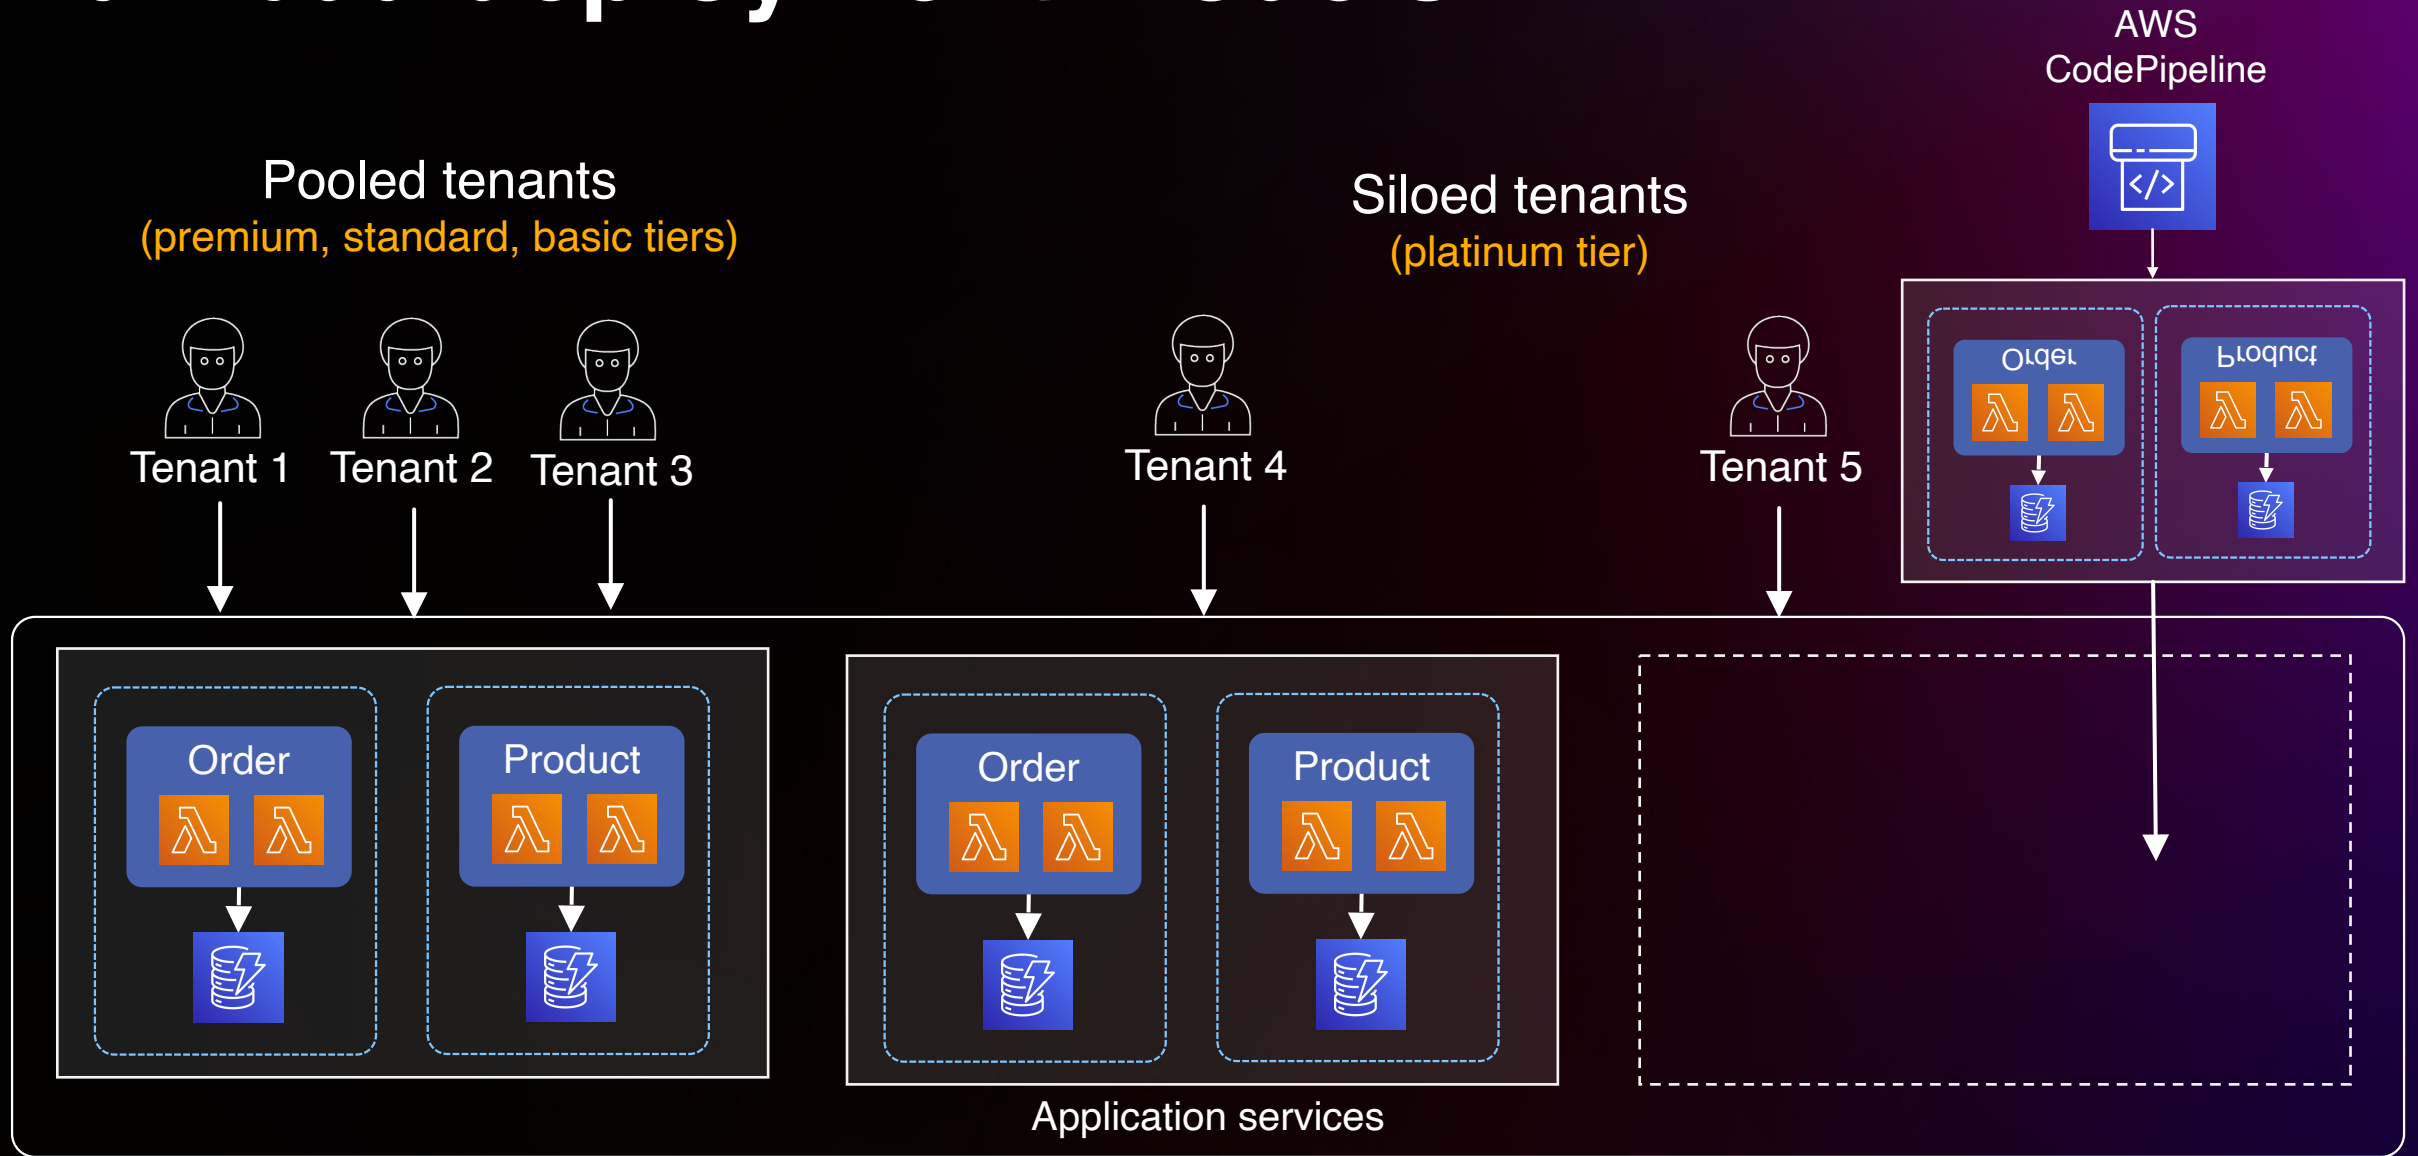 AWS
CodePipeline
Pooled tenants
(premium, standard, basic tiers)
Siloed tenants
(platinum tier)
Tenant 1
Tenant 2
Tenant 3
Tenant 4
Tenant 5
Order
Product
Order
Product
Order
Product
Application services